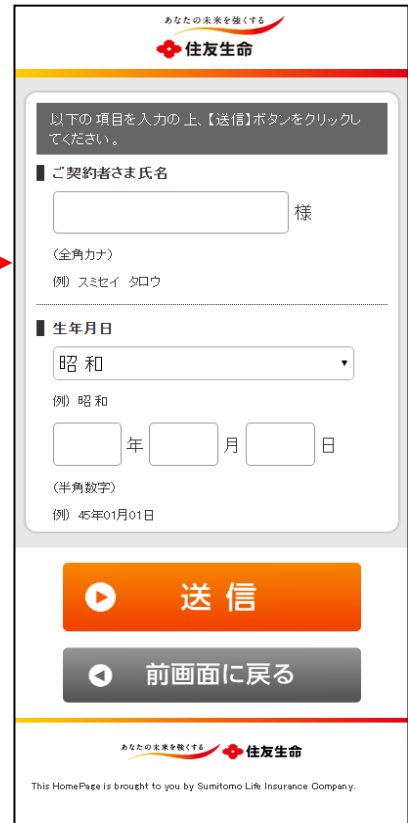 あなたの未来を強くする
住友生命
以下の項目を入力の上、【送信】ボタンをクリックし
てください。
ご契約者さま氏名
様
(全角カナ)
例) スミセイ タロウ
生年月日
昭和
例) 昭和
年 月 日
(半角数字)
例) 45年01月01日
送信
前画面に戻る
あなたの未来を強くする 住友生命
This HomePage is brought to you by Sumitomo Life Insurance Company.